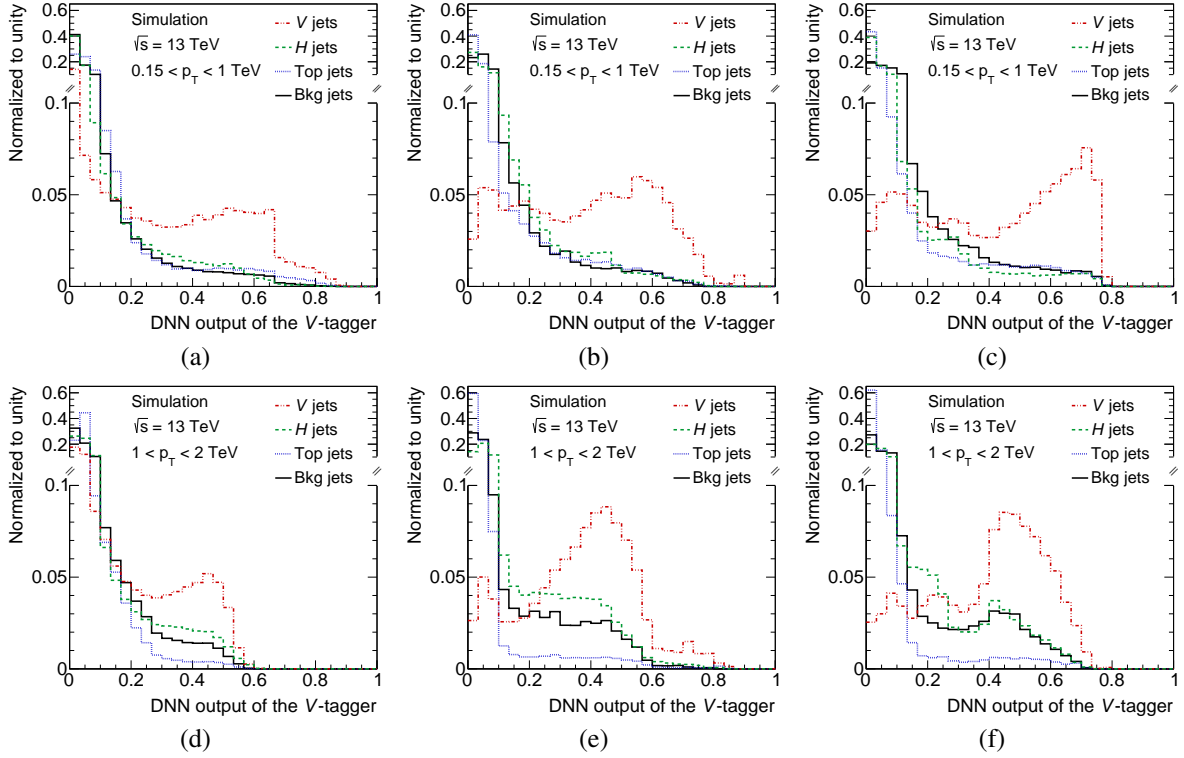 Normalized to unity
0.6
0.4
0.2
0.1
0.05
0
Simulation
√s = 13 TeV
0.15 < pT < 1 TeV
V jets
H jets
Top jets
Bkg jets
0 0.2 0.4 0.6 0.8 1
DNN output of the V-tagger
(a)
Normalized to unity
0.6
0.4
0.2
0.1
0.05
0
Simulation
√s = 13 TeV
0.15 < pT < 1 TeV
V jets
H jets
Top jets
Bkg jets
0 0.2 0.4 0.6 0.8 1
DNN output of the V-tagger
(b)
Normalized to unity
0.6
0.4
0.2
0.1
0.05
0
Simulation
√s = 13 TeV
0.15 < pT < 1 TeV
V jets
H jets
Top jets
Bkg jets
0 0.2 0.4 0.6 0.8 1
DNN output of the V-tagger
(c)
Normalized to unity
0.6
0.4
0.2
0.1
0.05
0
Simulation
√s = 13 TeV
1 < pT < 2 TeV
V jets
H jets
Top jets
Bkg jets
0 0.2 0.4 0.6 0.8 1
DNN output of the V-tagger
(d)
Normalized to unity
0.6
0.4
0.2
0.1
0.05
0
Simulation
√s = 13 TeV
1 < pT < 2 TeV
V jets
H jets
Top jets
Bkg jets
0 0.2 0.4 0.6 0.8 1
DNN output of the V-tagger
(e)
Normalized to unity
0.6
0.4
0.2
0.1
0.05
0
Simulation
√s = 13 TeV
1 < pT < 2 TeV
V jets
H jets
Top jets
Bkg jets
0 0.2 0.4 0.6 0.8 1
DNN output of the V-tagger
(f)